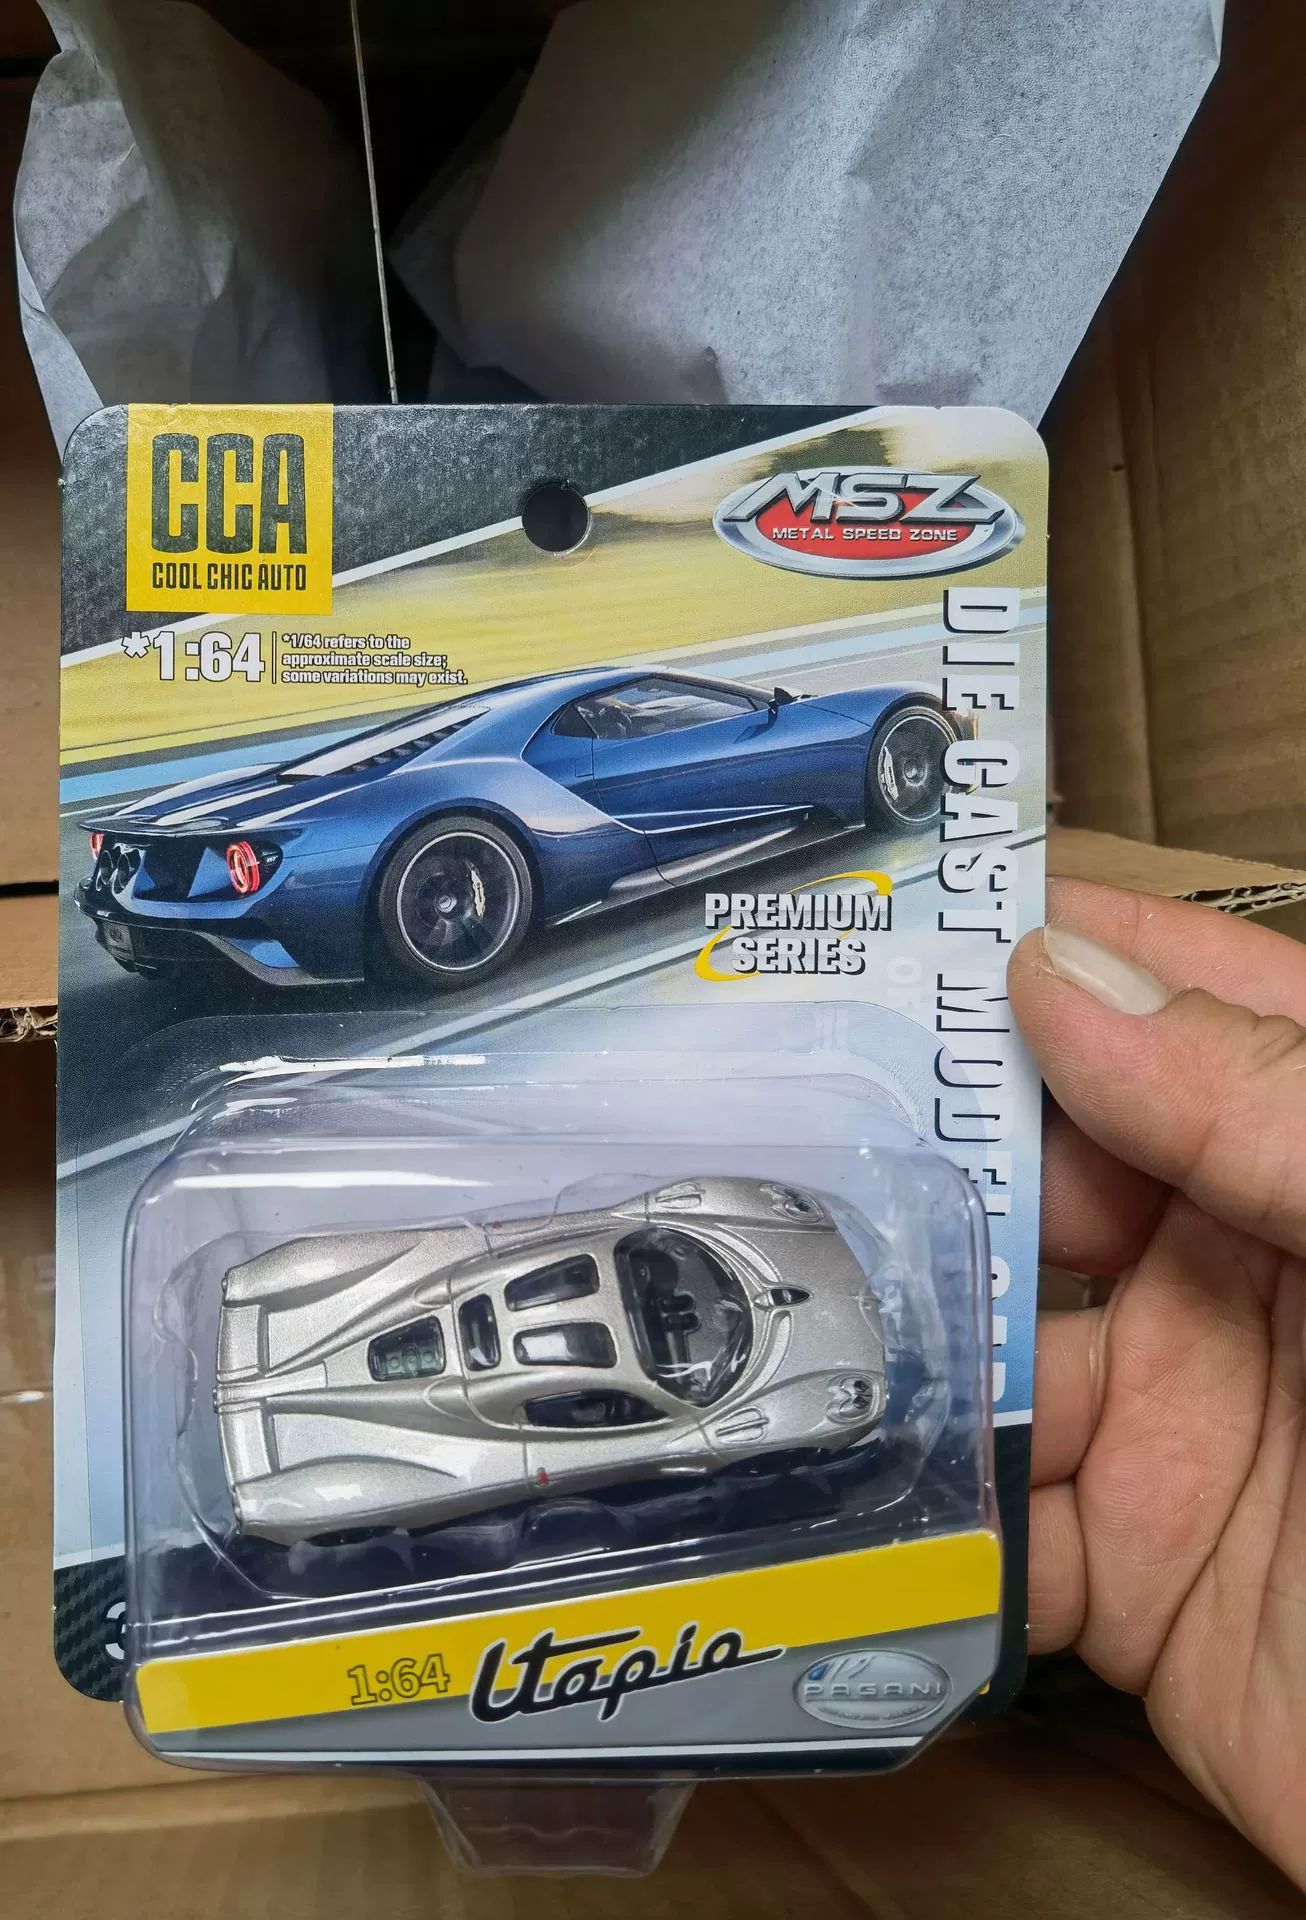 CCA
COOL CHIC AUTO
MSZ
METAL SPEED ZONE
*1:64
*1/64 refers to the
approximate scale size;
some variations may exist.
DIE CAST MODEL CAR
PREMIUM
SERIES
1:64
Utopia
PAGANI